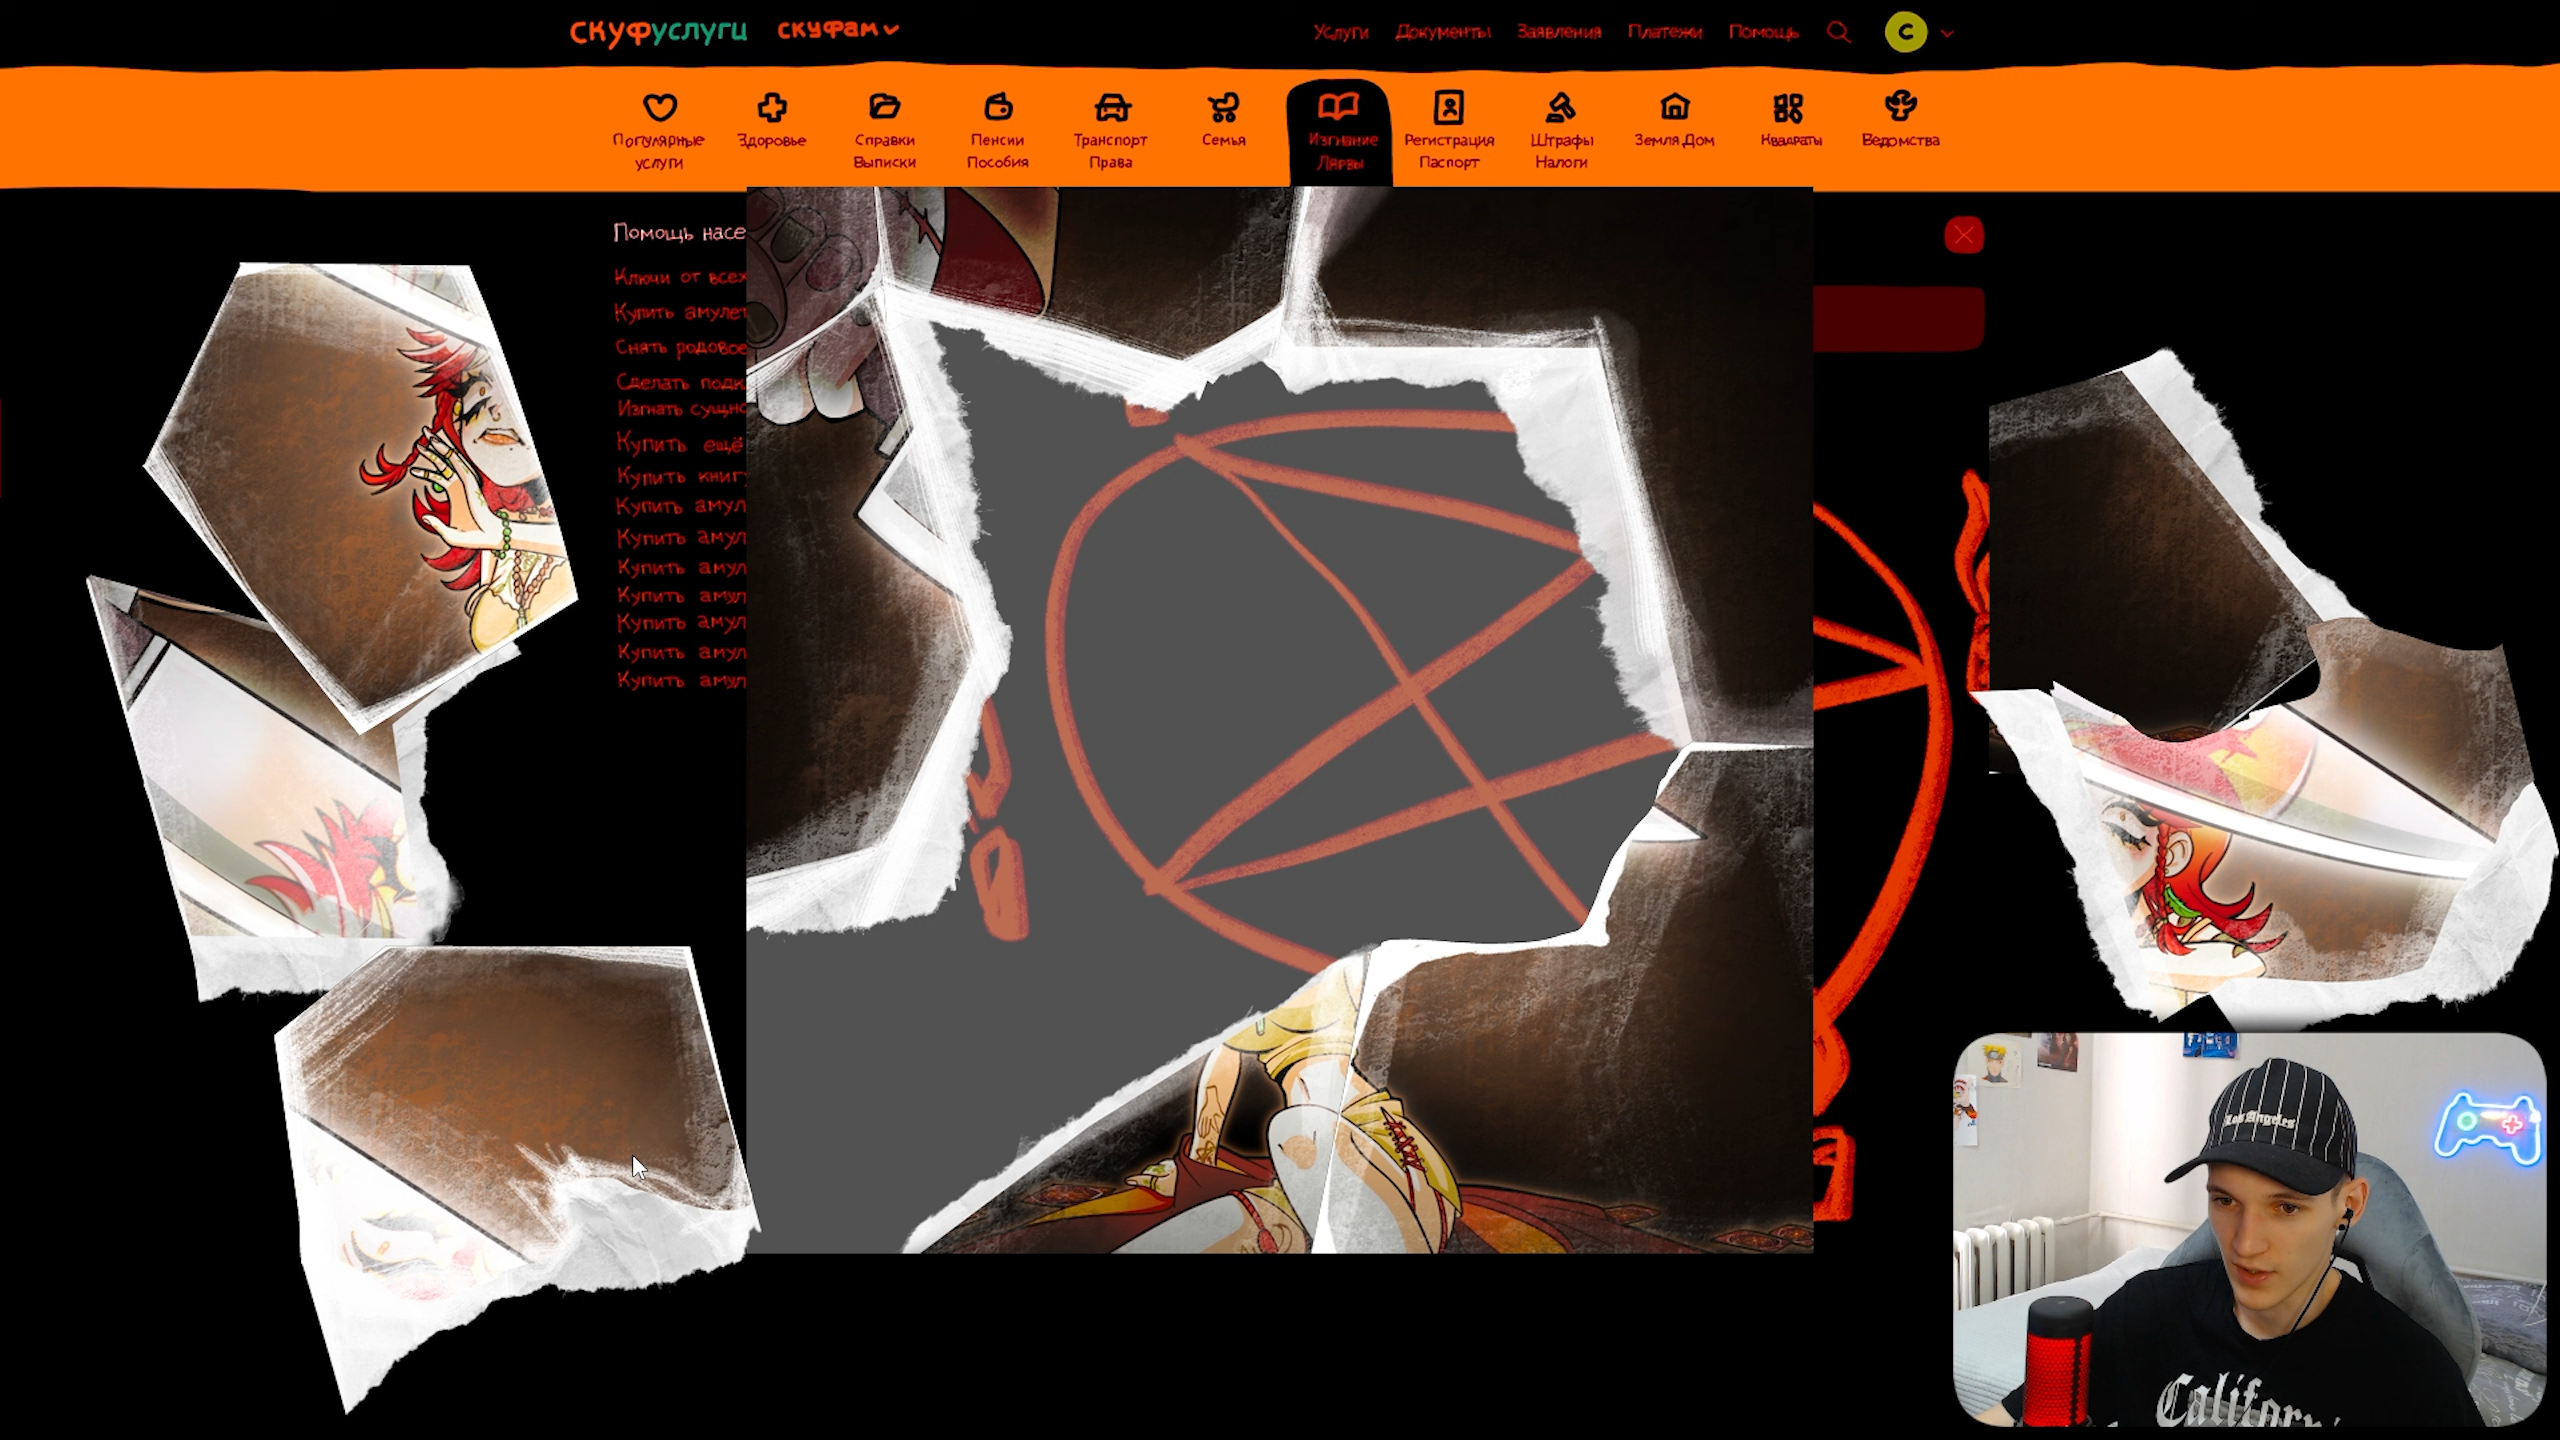 скуфуслуги
скуфам
Услуги
Документы
Заявления
Платежи
Помощь
С
Популярные
услуги
Здоровье
Справки
Выписки
Пенсии
Пособия
Транспорт
Права
Семья
Изгнание
Лярвы
Регистрация
Паспорт
Штрафы
Налоги
Земля Дом
Квадраты
Ведомства
Помощь насе
Ключи от всех
Купить амулет
Снять родовое
Сделать подк
Изгнать сущно
Купить ещё
Купить книг
Купить амул
Купить амул
Купить амул
Купить амул
Купить амул
Купить амул
Купить амул
Los Angeles
Californi